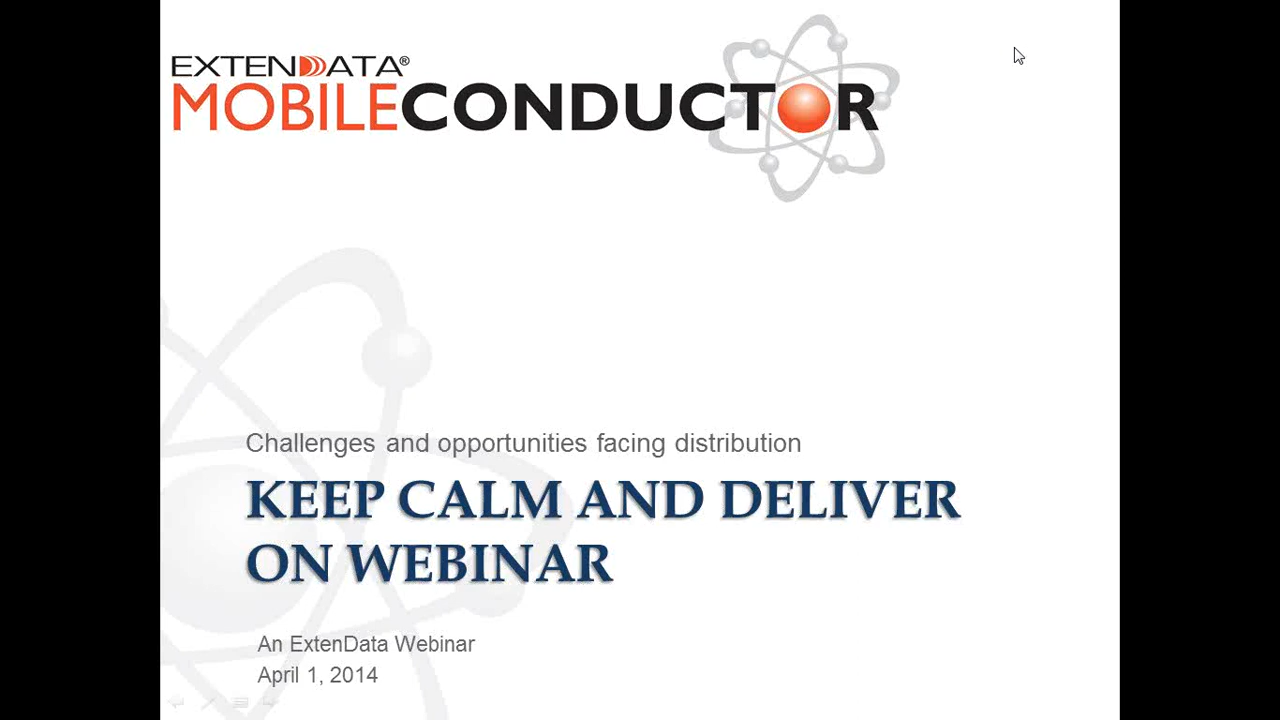 EXTENDATA®
MOBILECONDUCTOR
Challenges and opportunities facing distribution
KEEP CALM AND DELIVER
ON WEBINAR
An ExtenData Webinar
April 1, 2014